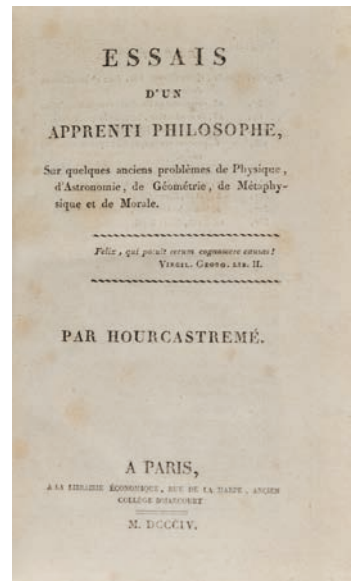 ESSAIS
D'UN
APPRENTI PHILOSOPHE,
Sur quelques anciens problèmes de Physique,
d'Astronomie, de Géométrie, de Métaphy-
sique et de Morale.
Felix, qui potuit rerum cognoscere causas!
VIRGIL. GEORG. LIB. II.
PAR HOURCASTREMÉ.
A PARIS,
A LA LIBRAIRIE ÉCONOMIQUE, RUE DE LA HARPE, ANCIEN
COLLÉGE D'HARCOURT
M. DCCCIV.